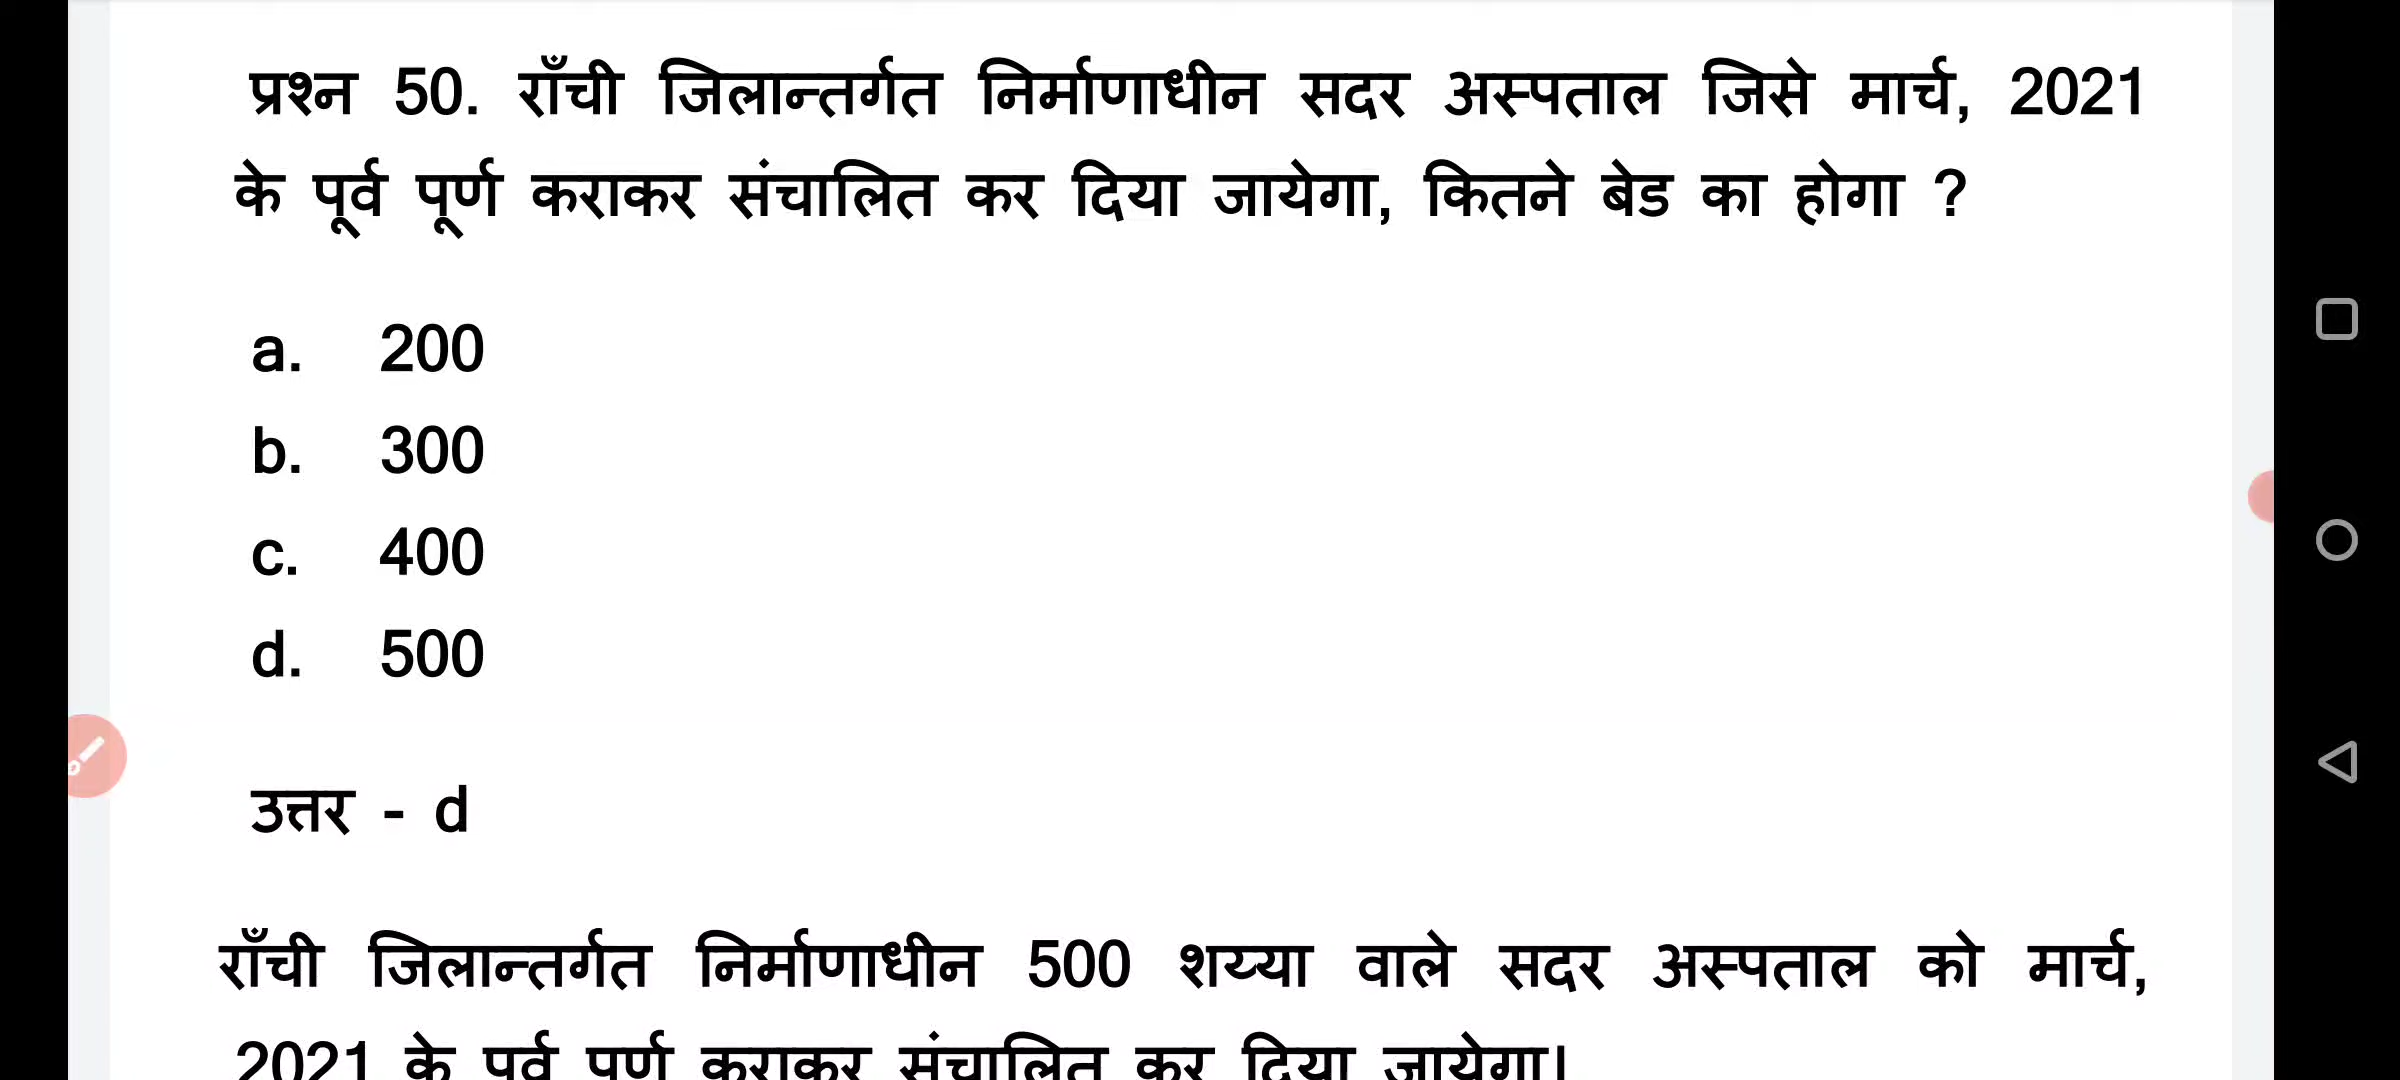 प्रश्न 50. राँची जिलान्तर्गत निर्माणाधीन सदर अस्पताल जिसे मार्च, 2021
के पूर्व पूर्ण कराकर संचालित कर दिया जायेगा, कितने बेड का होगा ?
a. 200
b. 300
c. 400
d. 500
उत्तर - d
राँची जिलान्तर्गत निर्माणाधीन 500 शय्या वाले सदर अस्पताल को मार्च,
2021 के पूर्व पूर्ण कराकर संचालित कर दिया जायेगा।